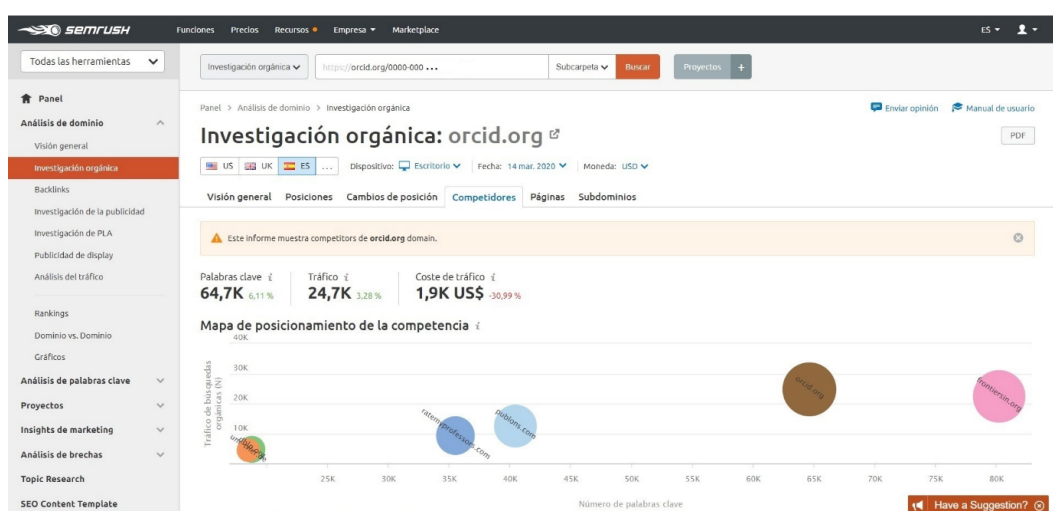 semrush Funciones Precios Recursos Empresa Marketplace ES
Todas las herramientas
Investigación orgánica https://orcid.org/0000-000 ... Subcarpeta Buscar Proyectos +
Panel
Análisis de dominio
Visión general
Investigación orgánica
Backlinks
Investigación de la publicidad
Investigación de PLA
Publicidad de display
Análisis del tráfico
Rankings
Dominio vs. Dominio
Gráficos
Análisis de palabras clave
Proyectos
Insights de marketing
Análisis de brechas
Topic Research
SEO Content Template
Panel > Análisis de dominio > Investigación orgánica
Enviar opinión Manual de usuario
Investigación orgánica: orcid.org
PDF
US UK ES ... Dispositivo: Escritorio Fecha: 14 mar. 2020 Moneda: USD
Visión general Posiciones Cambios de posición Competidores Páginas Subdominios
Este informe muestra competitors de orcid.org domain.
Palabras clave i Tráfico i Coste de tráfico i
64,7K 6,11 % 24,7K 3,28 % 1,9K US$ -30,99 %
Mapa de posicionamiento de la competencia i
40K
30K
20K
10K
Tráfico de búsquedas
orgánicas (N)
ratemyprofessors.com
publons.com
orcid.org
frontiersin.org
25K 30K 35K 40K 45K 50K 55K 60K 65K 70K 75K 80K
Número de palabras clave
Have a Suggestion?